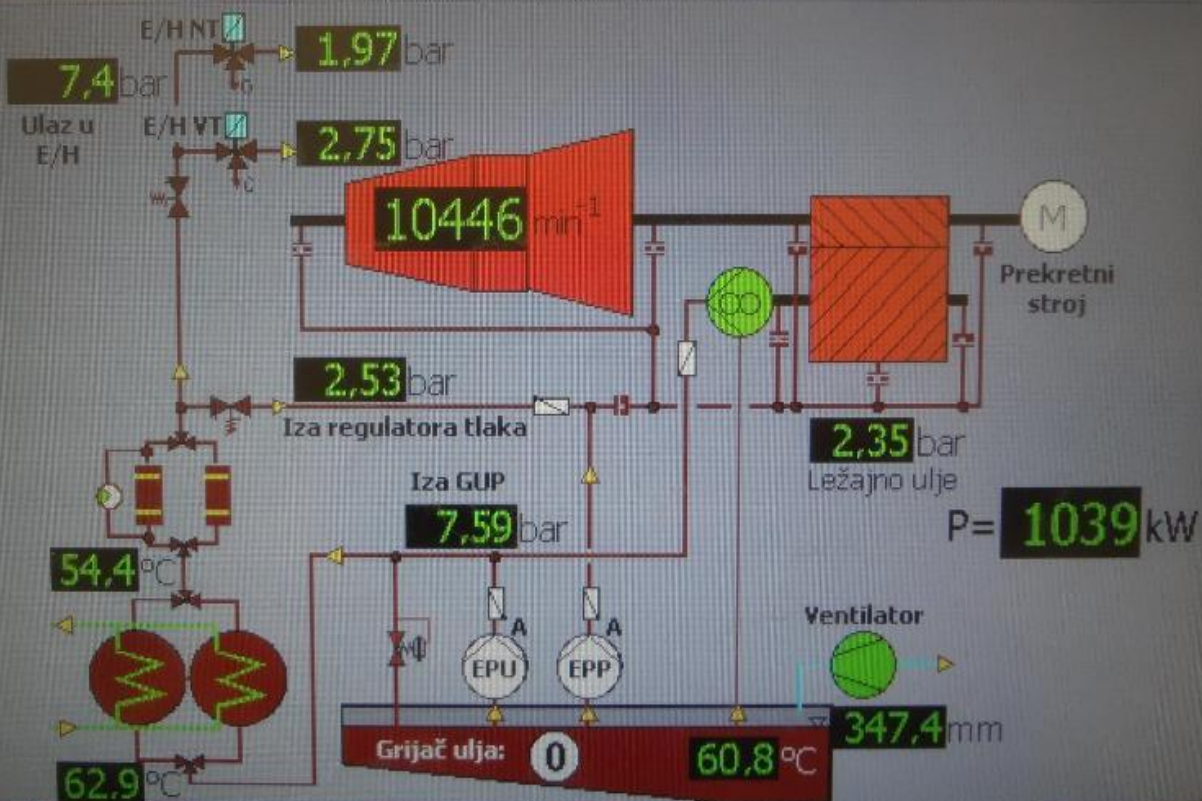 E/H NT
1,97 bar
7,4 bar
Ulaz u
E/H
E/H VT
2,75 bar
10446 min-1
M
Prekretni
stroj
2,53 bar
Iza regulatora tlaka
2,35 bar
Ležajno ulje
Iza GUP
7,59 bar
P= 1039 kW
54,4 °C
Ventilator
A
A
EPU
EPP
347,4 mm
Grijač ulja: 0
60,8 °C
62,9 °C